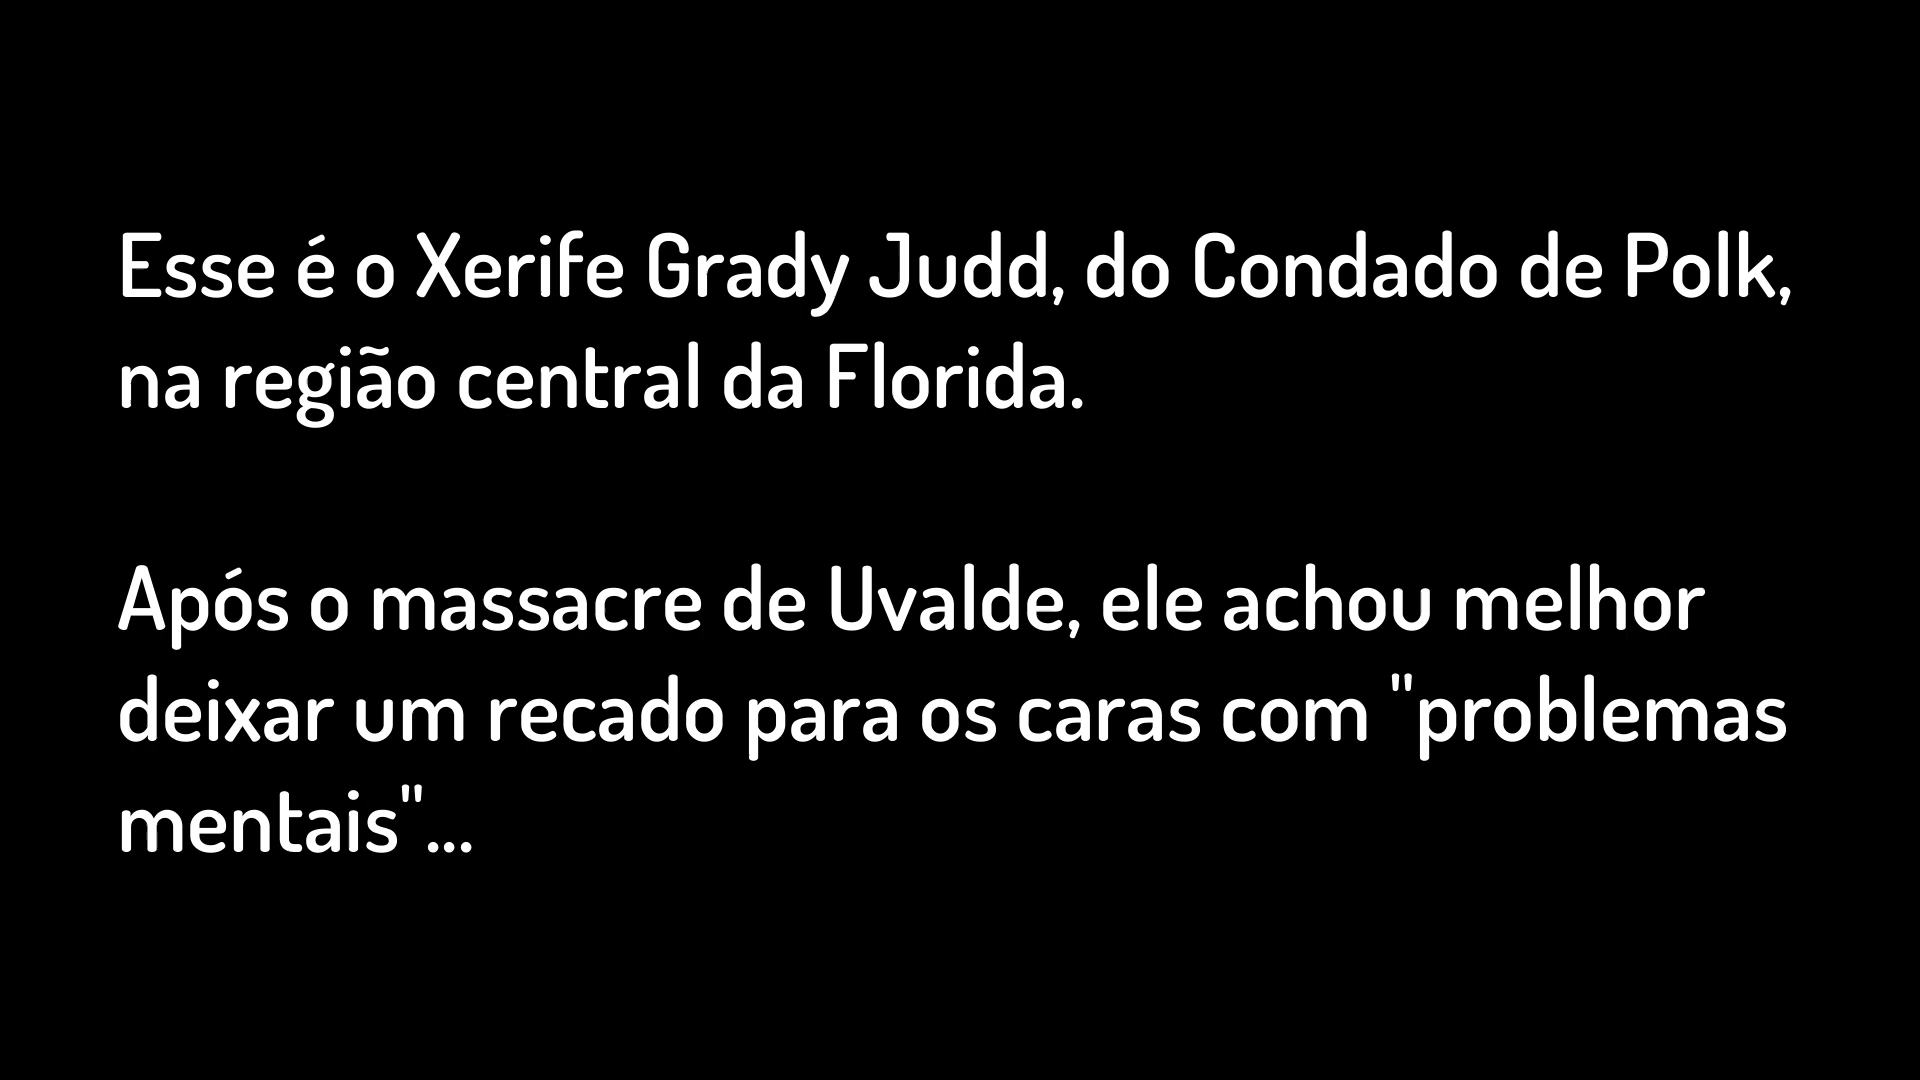 Esse é o Xerife Grady Judd, do Condado de Polk,
na região central da Florida.
Após o massacre de Uvalde, ele achou melhor
deixar um recado para os caras com "problemas
mentais"...